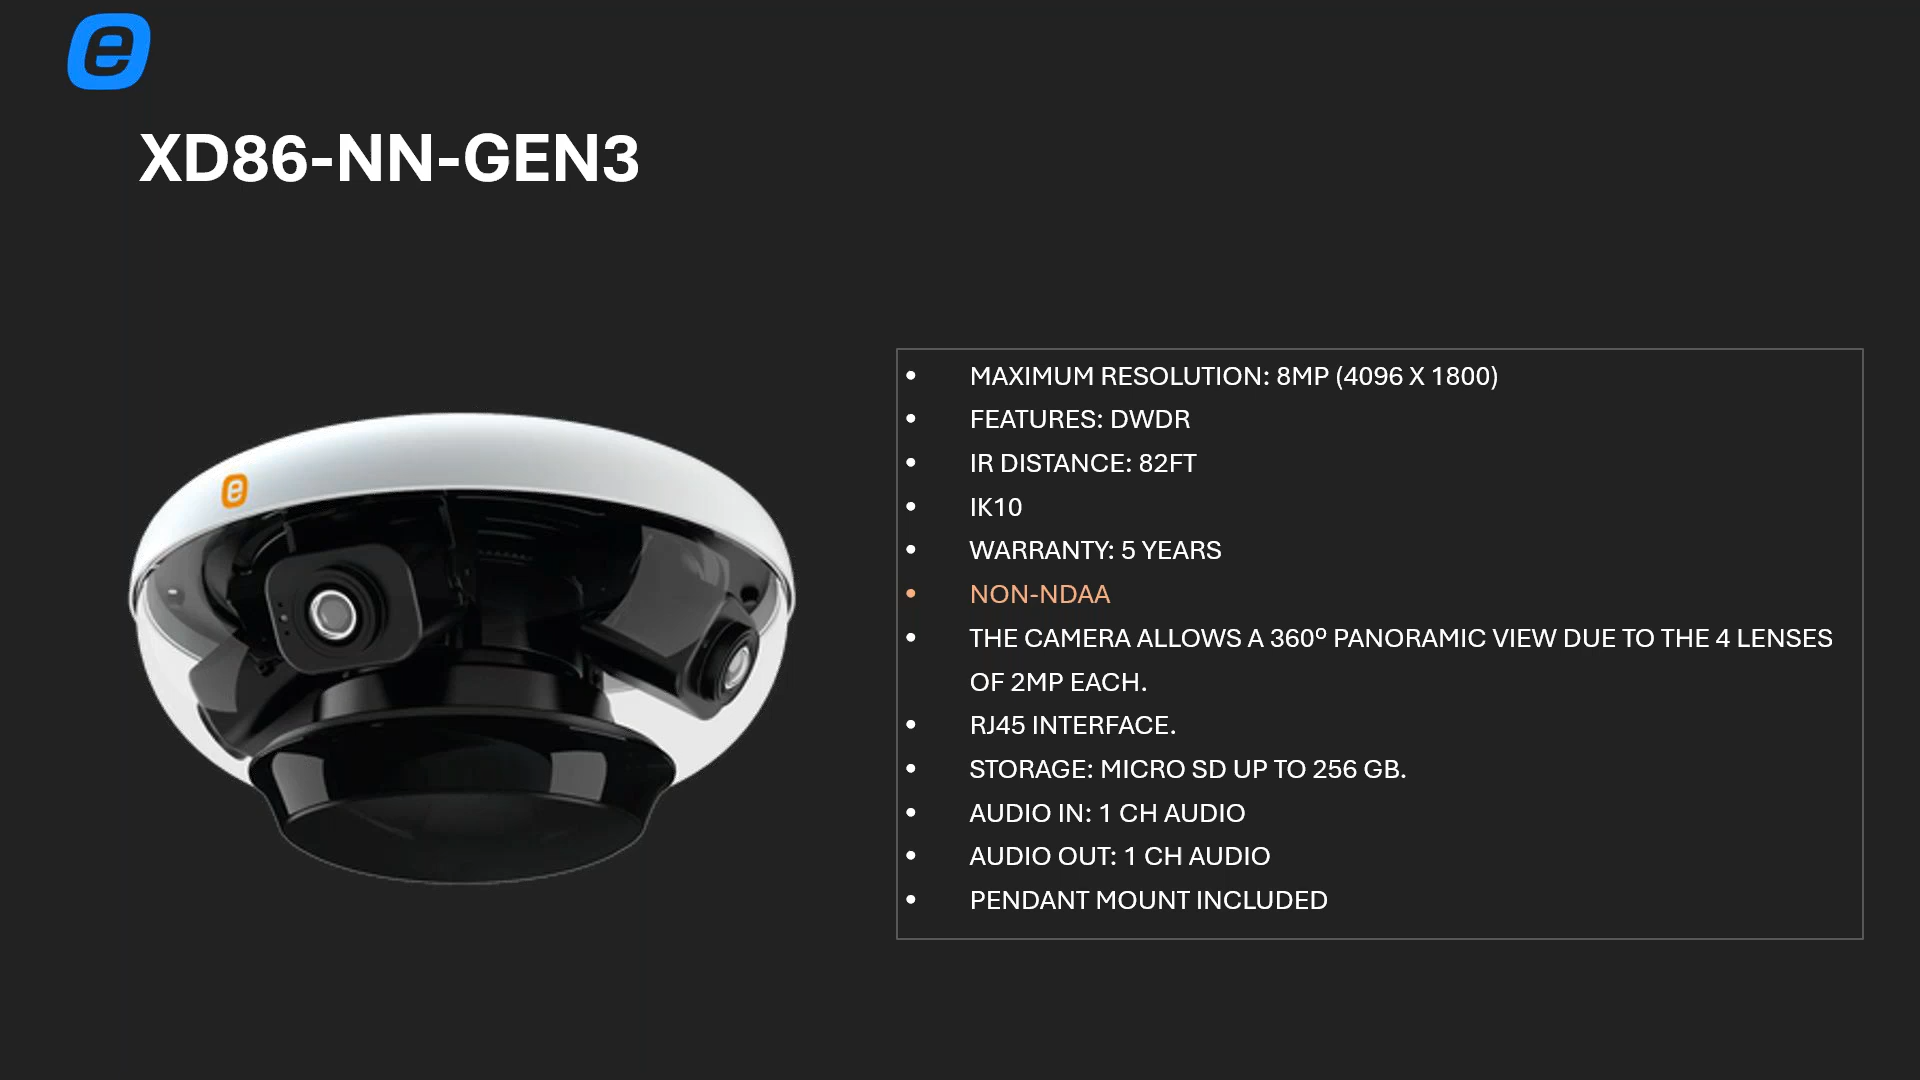 e
XD86-NN-GEN3
e
• MAXIMUM RESOLUTION: 8MP (4096 X 1800)
• FEATURES: DWDR
• IR DISTANCE: 82FT
• IK10
• WARRANTY: 5 YEARS
• NON-NDAA
• THE CAMERA ALLOWS A 360º PANORAMIC VIEW DUE TO THE 4 LENSES
OF 2MP EACH.
• RJ45 INTERFACE.
• STORAGE: MICRO SD UP TO 256 GB.
• AUDIO IN: 1 CH AUDIO
• AUDIO OUT: 1 CH AUDIO
• PENDANT MOUNT INCLUDED